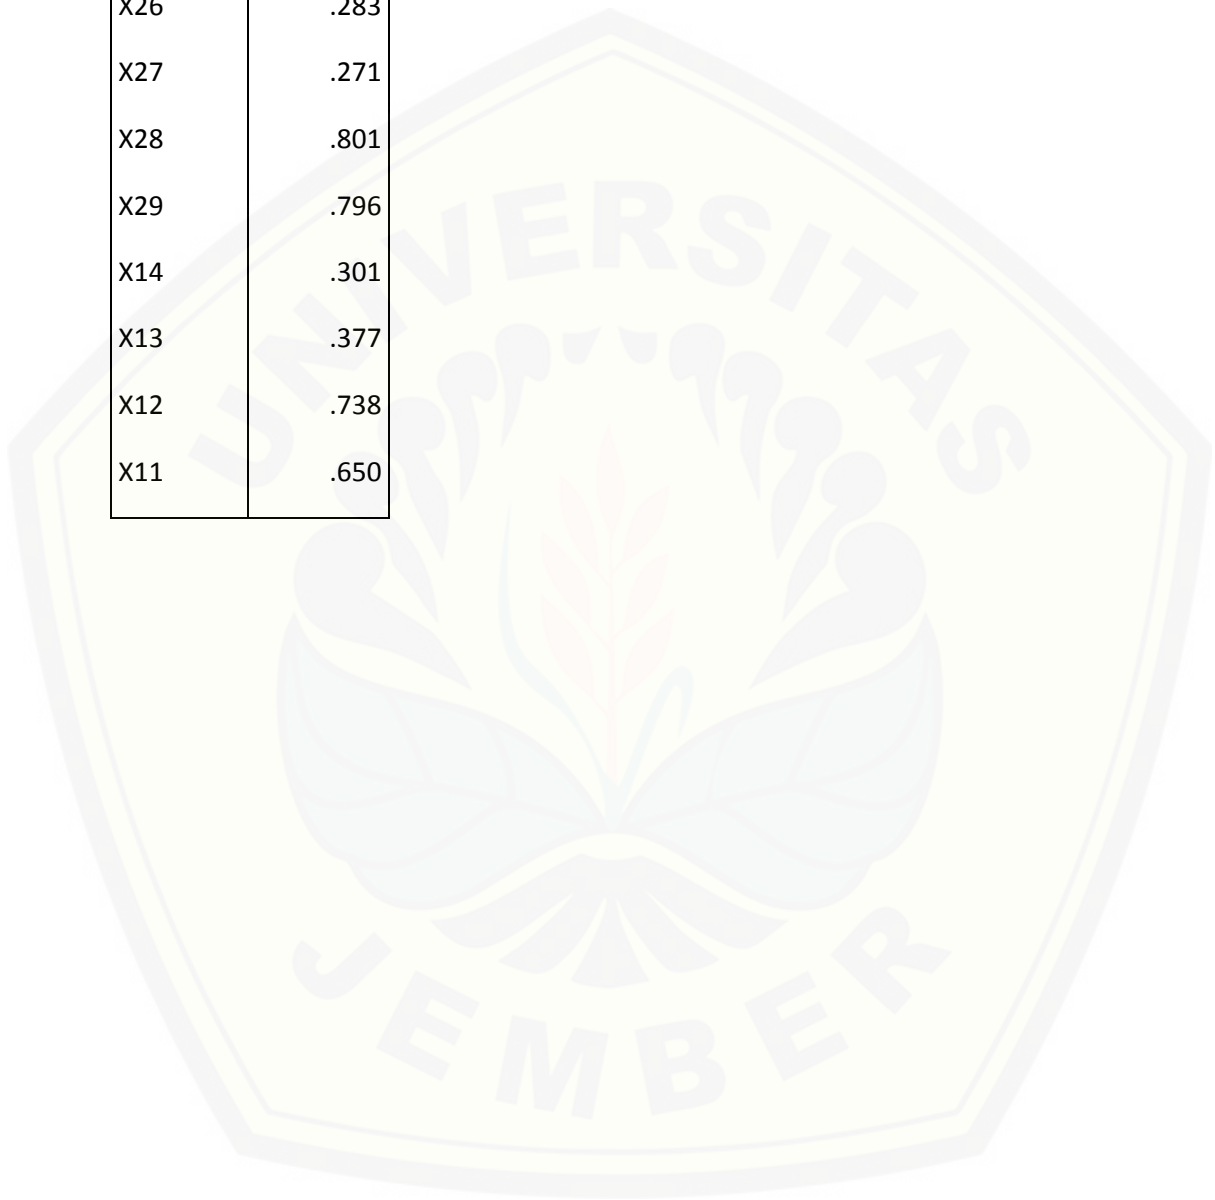 X26 .283
X27 .271
X28 .801
X29 .796
X14 .301
X13 .377
X12 .738
X11 .650
UNIVERSITAS
JEMBER